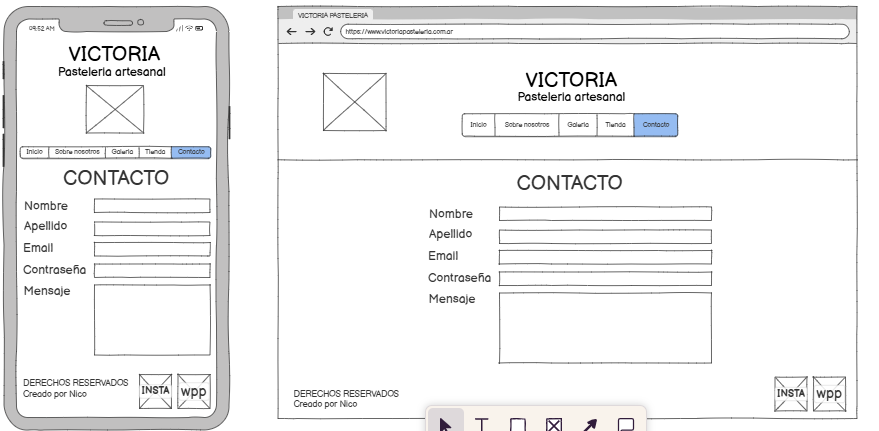 09:52 AM
VICTORIA
Pasteleria artesanal
Inicio Sobre nosotros Galeria Tienda Contacto
CONTACTO
Nombre
Apellido
Email
Contraseña
Mensaje
DERECHOS RESERVADOS
Creado por Nico
INSTA wpp
VICTORIA PASTELERIA
https://www.victoriapasteleria.com.ar
VICTORIA
Pasteleria artesanal
Inicio Sobre nosotros Galeria Tienda Contacto
CONTACTO
Nombre
Apellido
Email
Contraseña
Mensaje
DERECHOS RESERVADOS
Creado por Nico
INSTA wpp